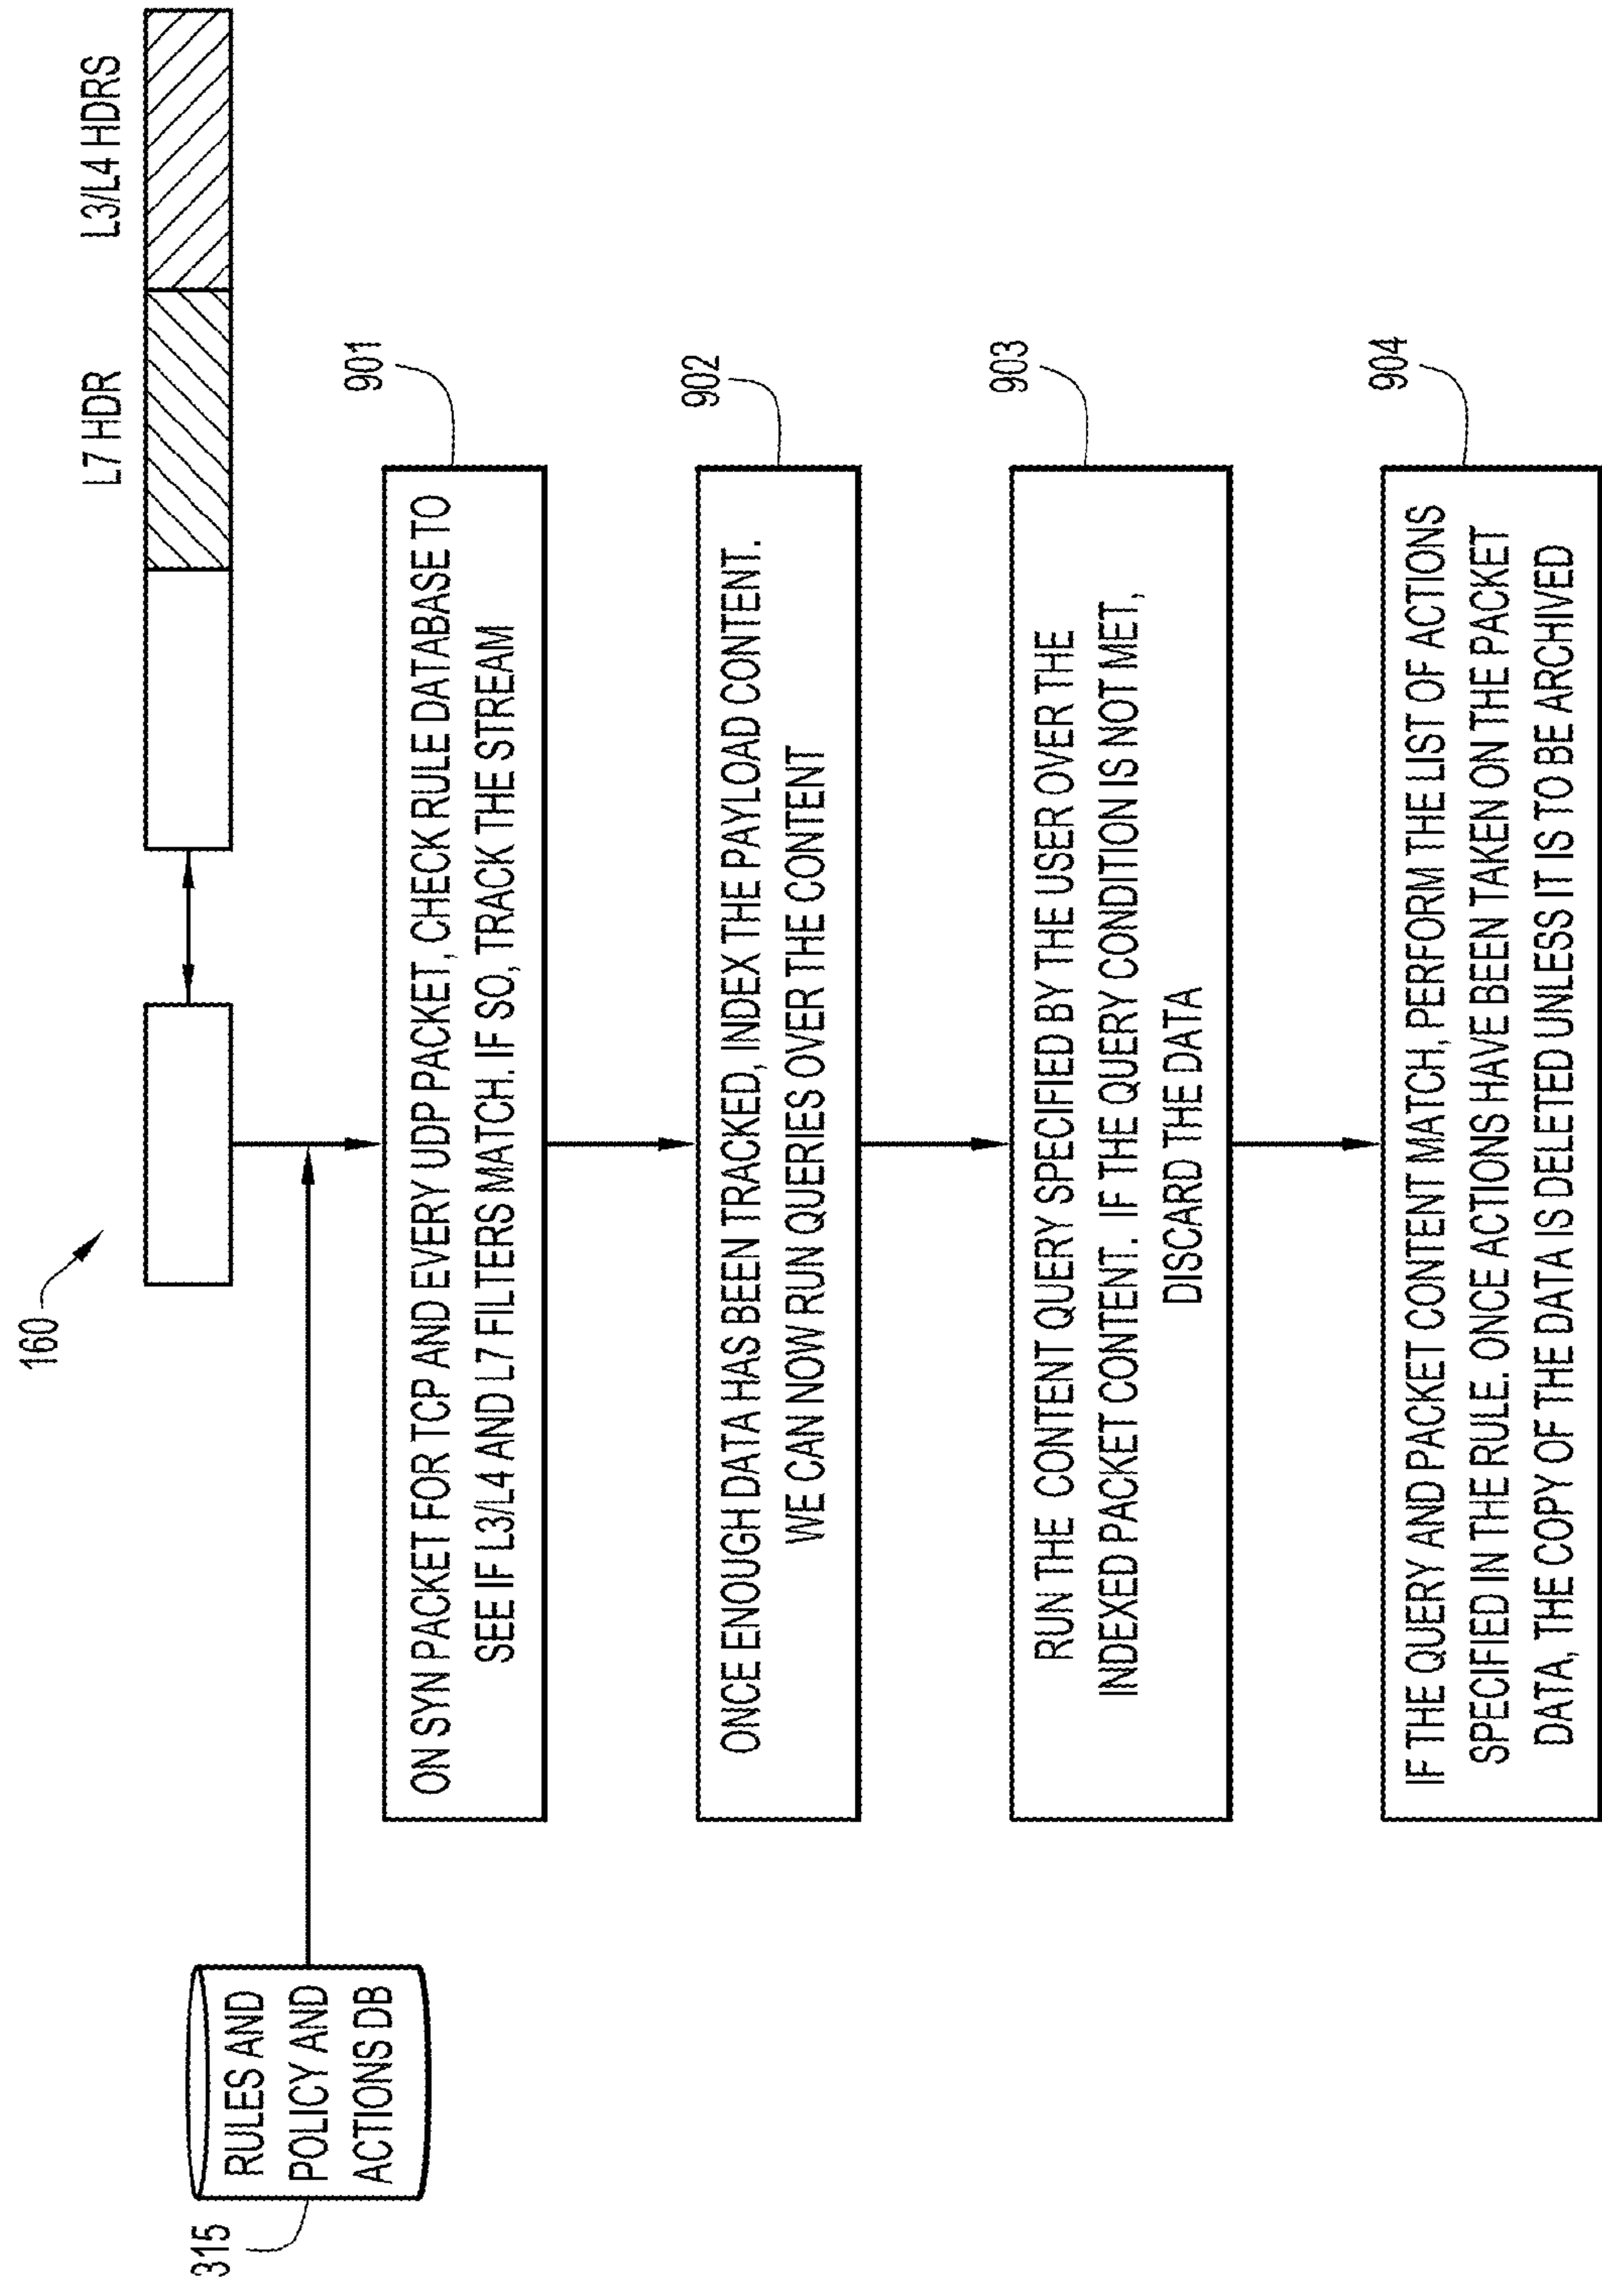 160
L7 HDR
L3/L4 HDRS
315
RULES AND
POLICY AND
ACTIONS DB
901
ON SYN PACKET FOR TCP AND EVERY UDP PACKET, CHECK RULE DATABASE TO
SEE IF L3/L4 AND L7 FILTERS MATCH. IF SO, TRACK THE STREAM
902
ONCE ENOUGH DATA HAS BEEN TRACKED, INDEX THE PAYLOAD CONTENT.
WE CAN NOW RUN QUERIES OVER THE CONTENT
903
RUN THE CONTENT QUERY SPECIFIED BY THE USER OVER THE
INDEXED PACKET CONTENT. IF THE QUERY CONDITION IS NOT MET,
DISCARD THE DATA
904
IF THE QUERY AND PACKET CONTENT MATCH, PERFORM THE LIST OF ACTIONS
SPECIFIED IN THE RULE. ONCE ACTIONS HAVE BEEN TAKEN ON THE PACKET
DATA, THE COPY OF THE DATA IS DELETED UNLESS IT IS TO BE ARCHIVED